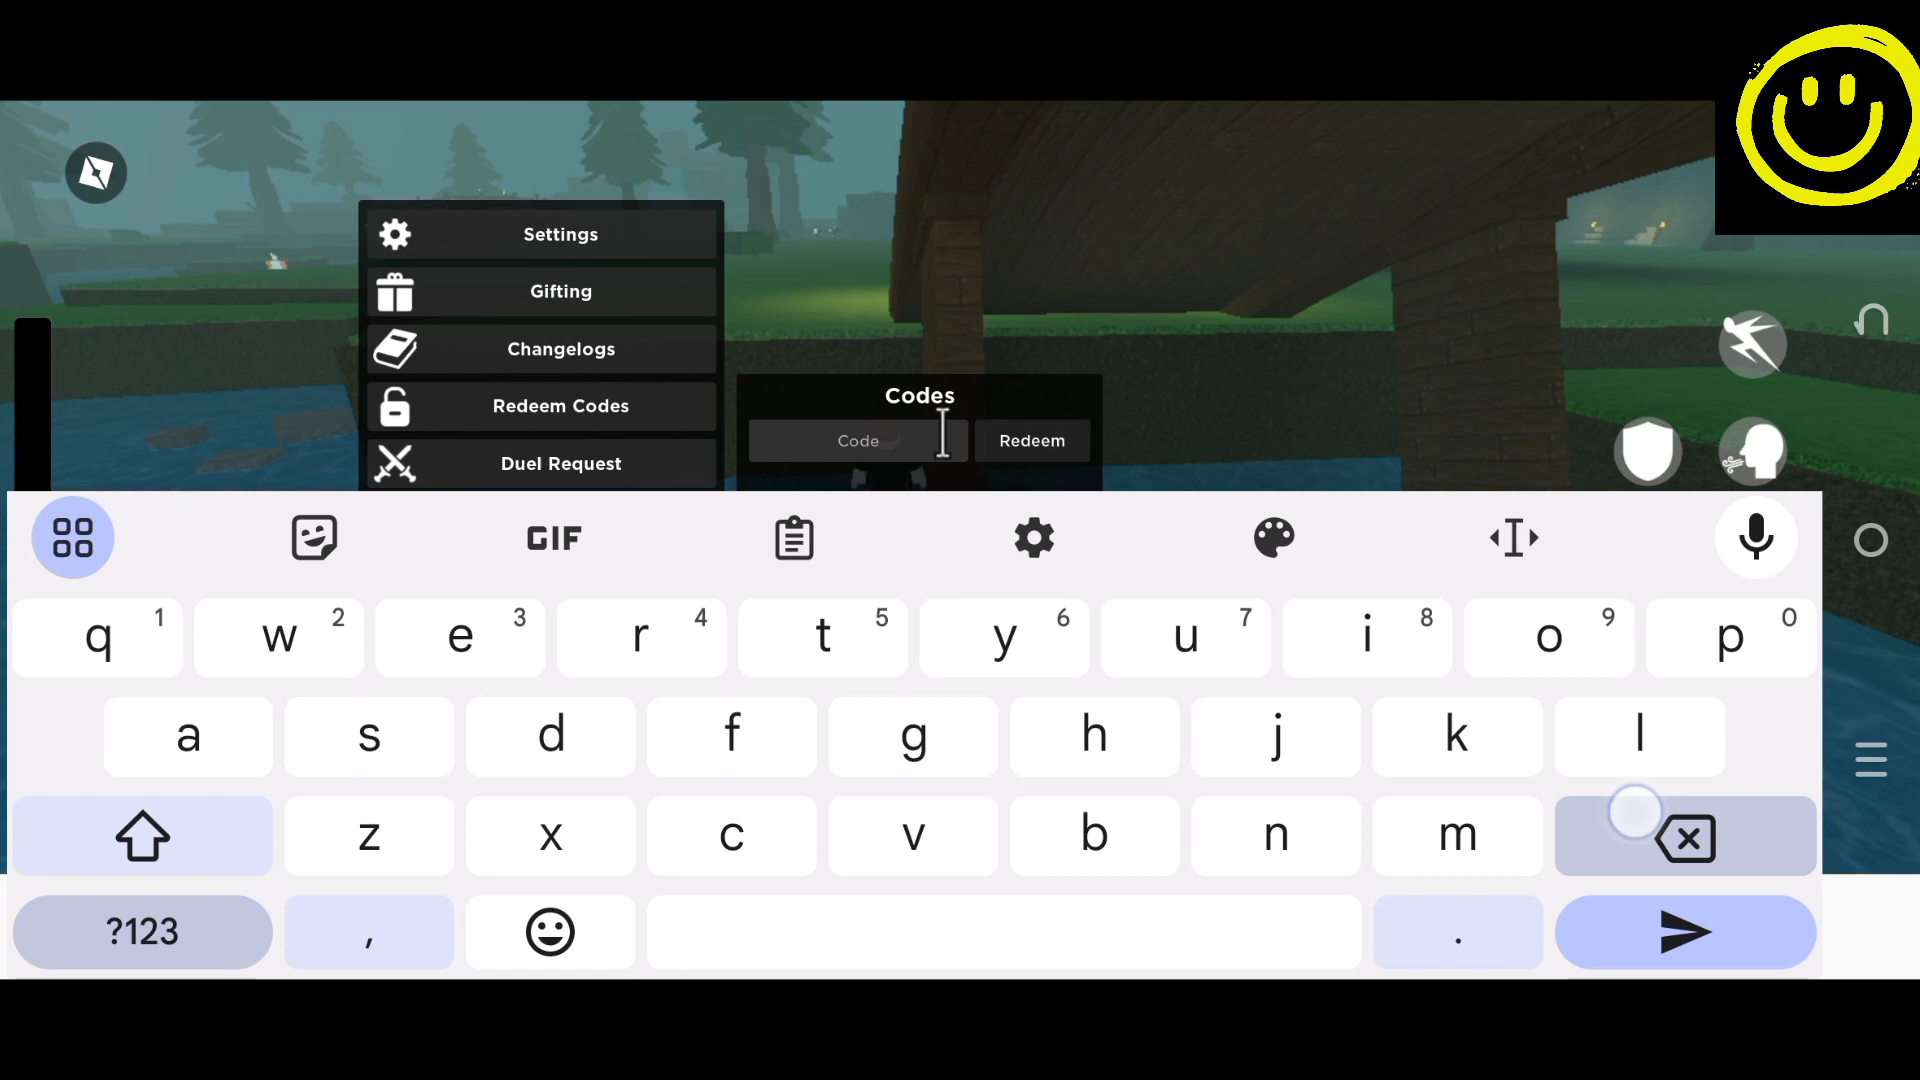 Settings
Gifting
Changelogs
Redeem Codes
Duel Request
Codes
Code
Redeem
GIF
q 1 w 2 e 3 r 4 t 5 y 6 u 7 i 8 o 9 p 0
a s d f g h j k l
z x c v b n m
?123 , .